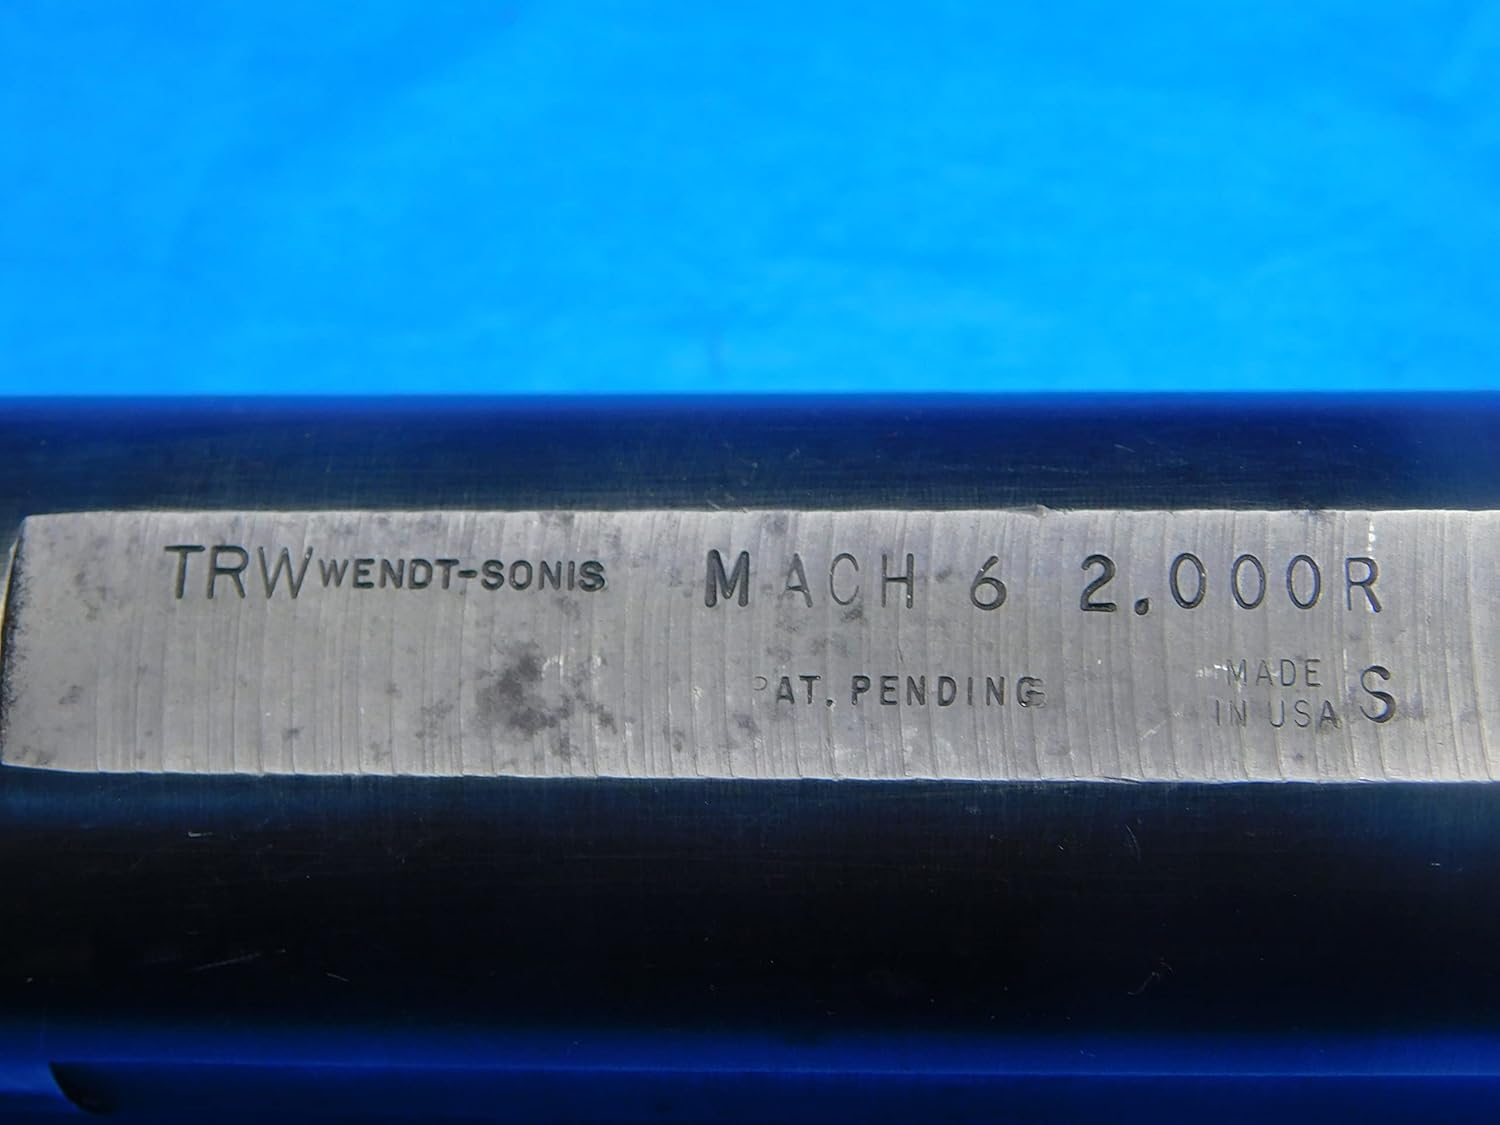 TRW WENDT-SONIS MACH 6 2.000R
PAT. PENDING
MADE
IN USA S